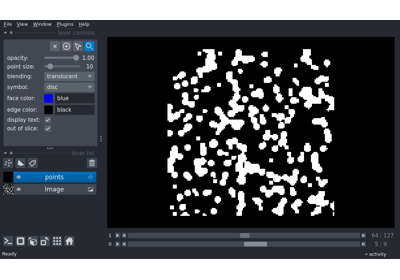 File View Window Plugins Help
layer controls
opacity: 1.00
point size: 10
blending: translucent
symbol: disc
face color: blue
edge color: black
display text:
out of slice:
layer list
points
Image
1 64 127
0 5 9
Ready activity